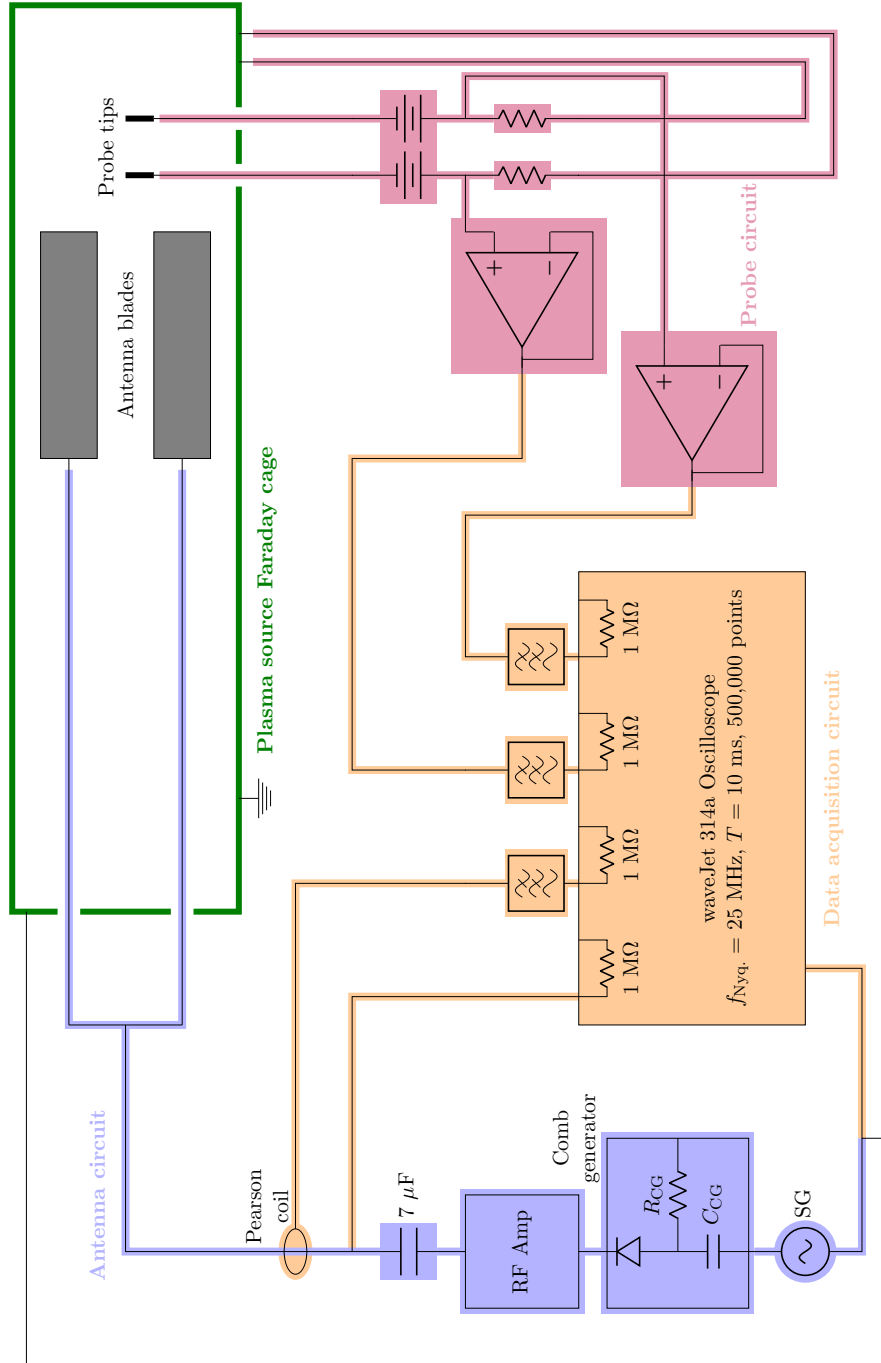 Antenna circuit
Pearson
coil
7 μF
RF Amp
Comb
generator
R_CG
C_CG
SG
Antenna blades
Probe tips
Plasma source Faraday cage
+
−
+
−
Probe circuit
1 MΩ
1 MΩ
1 MΩ
1 MΩ
waveJet 314a Oscilloscope
f_Nyq. = 25 MHz, T = 10 ms, 500,000 points
Data acquisition circuit